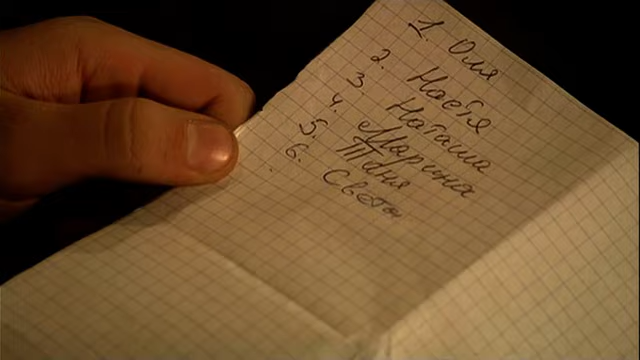 1. Оля
2. Настя
3. Наташа
4. Марина
5. Таня
6. Света